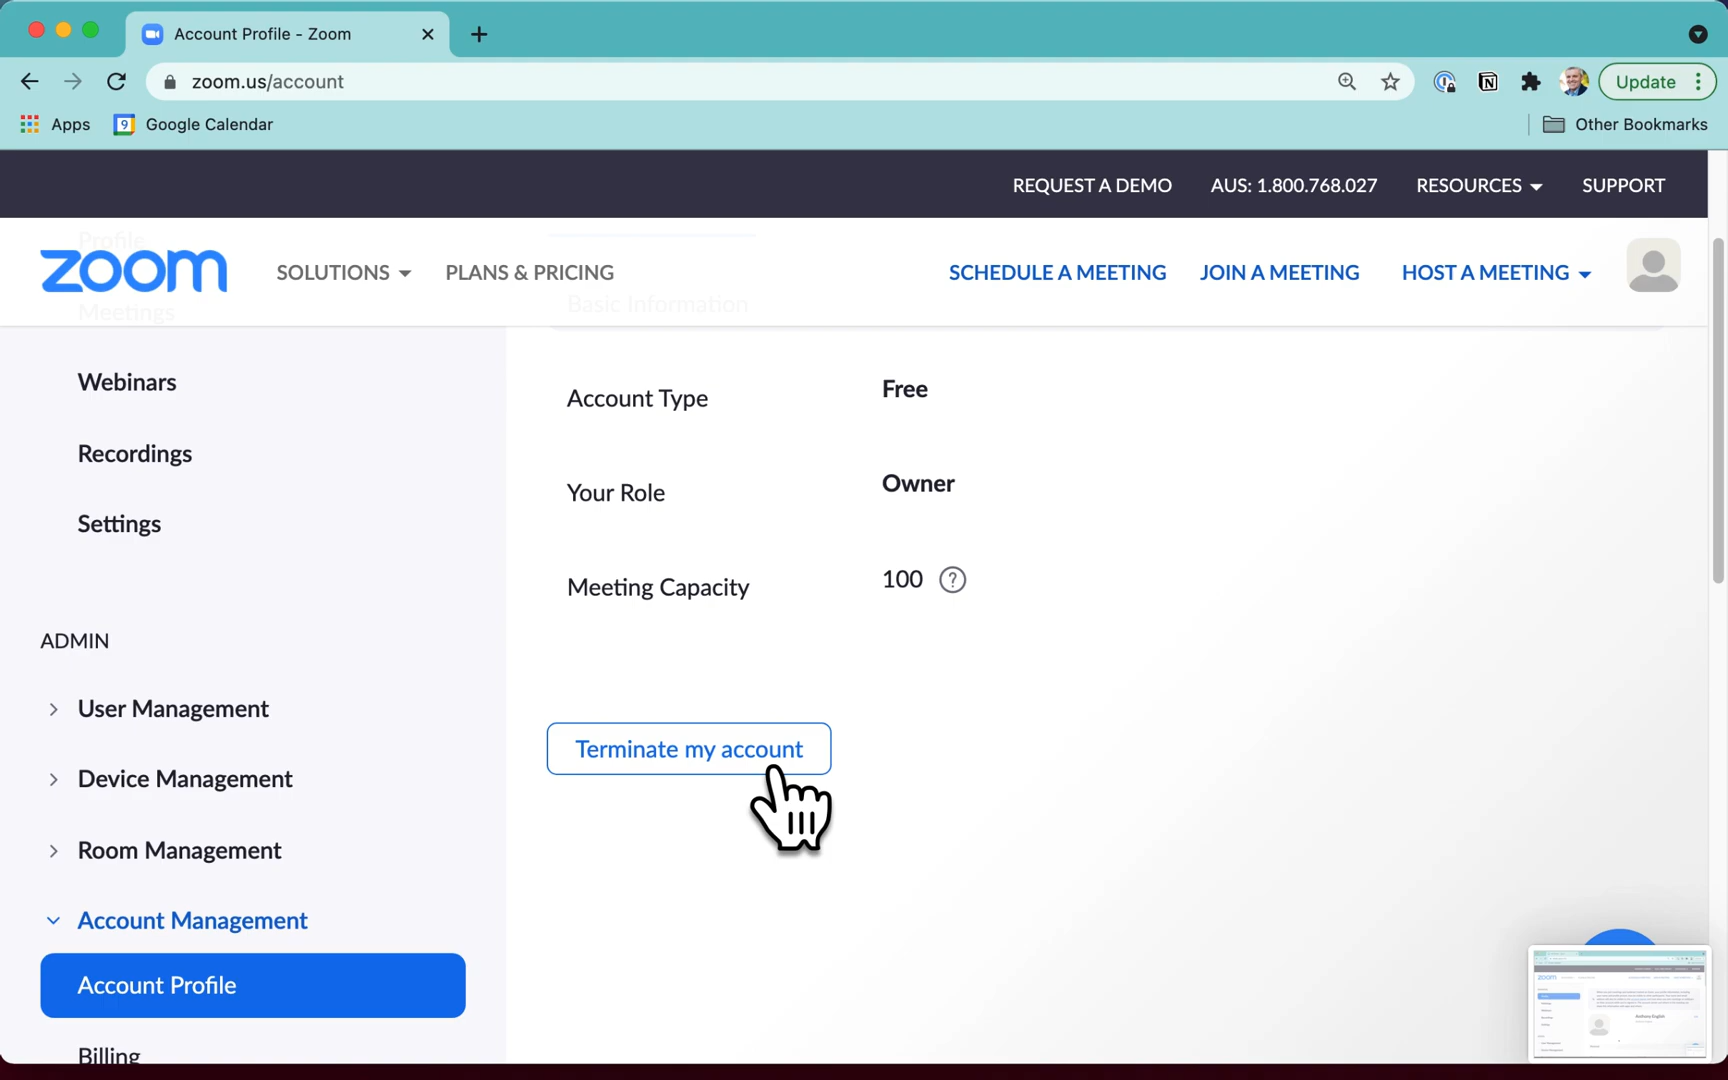 Account Profile - Zoom
zoom.us/account
Update
Apps
9
Google Calendar
Other Bookmarks
REQUEST A DEMO
AUS: 1.800.768.027
RESOURCES
SUPPORT
zoom
SOLUTIONS
PLANS & PRICING
SCHEDULE A MEETING
JOIN A MEETING
HOST A MEETING
Profile
Meetings
Basic Information
Webinars
Recordings
Settings
Account Type
Free
Your Role
Owner
Meeting Capacity
100 ?
ADMIN
User Management
Device Management
Room Management
Account Management
Account Profile
Billing
Terminate my account